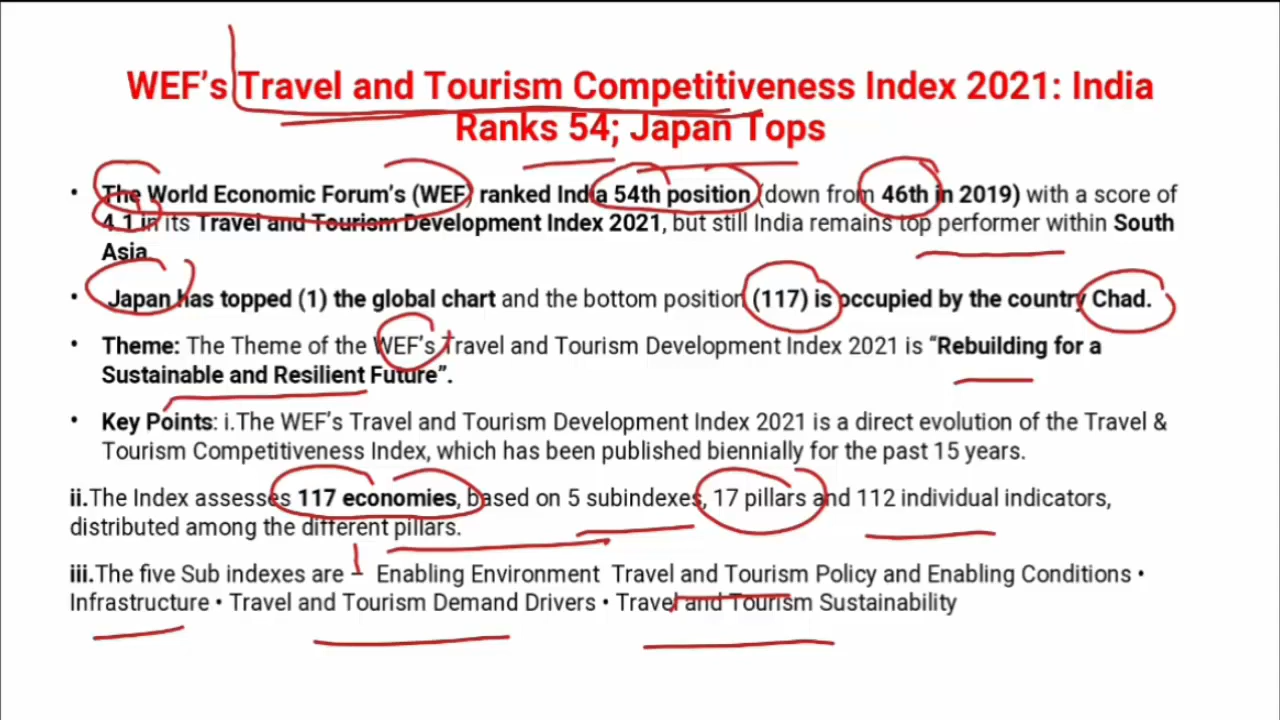 WEF's Travel and Tourism Competitiveness Index 2021: India
Ranks 54; Japan Tops
• The World Economic Forum's (WEF) ranked India 54th position (down from 46th in 2019) with a score of
4.1 in its Travel and Tourism Development Index 2021, but still India remains top performer within South
Asia.
• Japan has topped (1) the global chart and the bottom position (117) is occupied by the country Chad.
• Theme: The Theme of the WEF's Travel and Tourism Development Index 2021 is “Rebuilding for a
Sustainable and Resilient Future”.
• Key Points: i.The WEF's Travel and Tourism Development Index 2021 is a direct evolution of the Travel &
Tourism Competitiveness Index, which has been published biennially for the past 15 years.
ii.The Index assesses 117 economies, based on 5 subindexes, 17 pillars and 112 individual indicators,
distributed among the different pillars.
iii.The five Sub indexes are – Enabling Environment Travel and Tourism Policy and Enabling Conditions •
Infrastructure • Travel and Tourism Demand Drivers • Travel and Tourism Sustainability